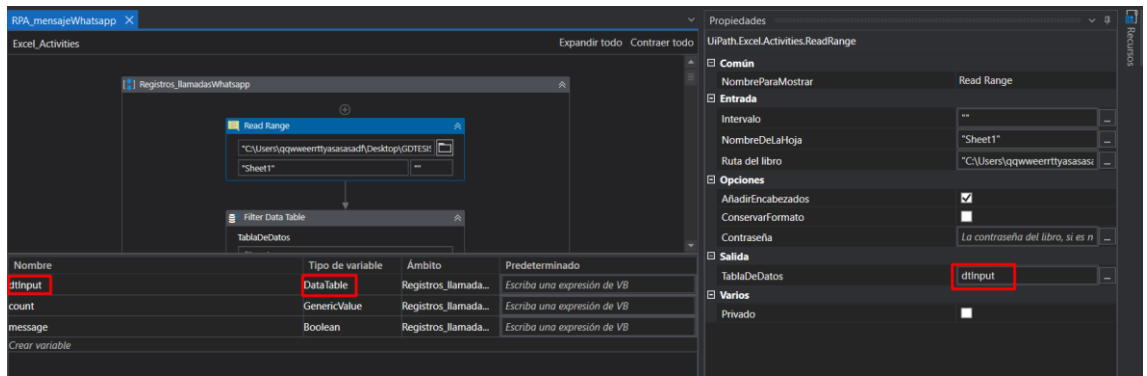 RPA_mensajeWhatsapp
Excel_Activities
Expandir todo Contraer todo
Registros_llamadasWhatsapp
Read Range
"C:\Users\qqwweerrttyasasasadf\Desktop\GDTESIS
"Sheet1" ""
Filter Data Table
TablaDeDatos
Nombre Tipo de variable Ámbito Predeterminado
dtInput DataTable Registros_llamada... Escriba una expresión de VB
count GenericValue Registros_llamada... Escriba una expresión de VB
message Boolean Registros_llamada... Escriba una expresión de VB
Crear variable
Propiedades
UiPath.Excel.Activities.ReadRange
Común
NombreParaMostrar Read Range
Entrada
Intervalo ""
NombreDeLaHoja "Sheet1"
Ruta del libro "C:\Users\qqwweerrttyasasasa
Opciones
AñadirEncabezados
ConservarFormato
Contraseña La contraseña del libro, si es n
Salida
TablaDeDatos dtInput
Varios
Privado
Recursos